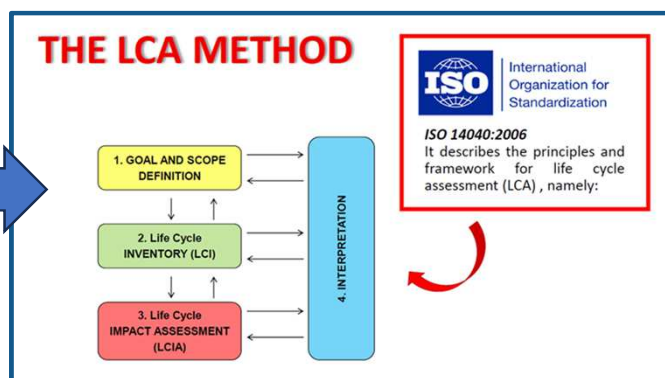 THE LCA METHOD
ISO
International
Organization for
Standardization
ISO 14040:2006
It describes the principles and
framework for life cycle
assessment (LCA) , namely:
1. GOAL AND SCOPE
DEFINITION
2. Life Cycle
INVENTORY (LCI)
3. Life Cycle
IMPACT ASSESSMENT
(LCIA)
4. INTERPRETATION